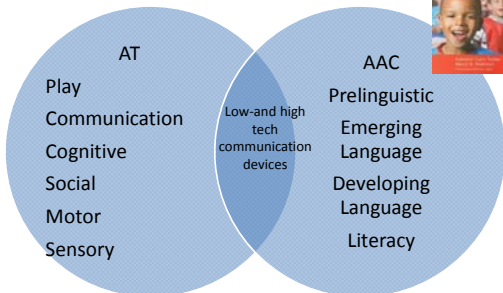 AT
Play
Communication
Cognitive
Social
Motor
Sensory
Low-and high
tech
communication
devices
AAC
Prelinguistic
Emerging
Language
Developing
Language
Literacy